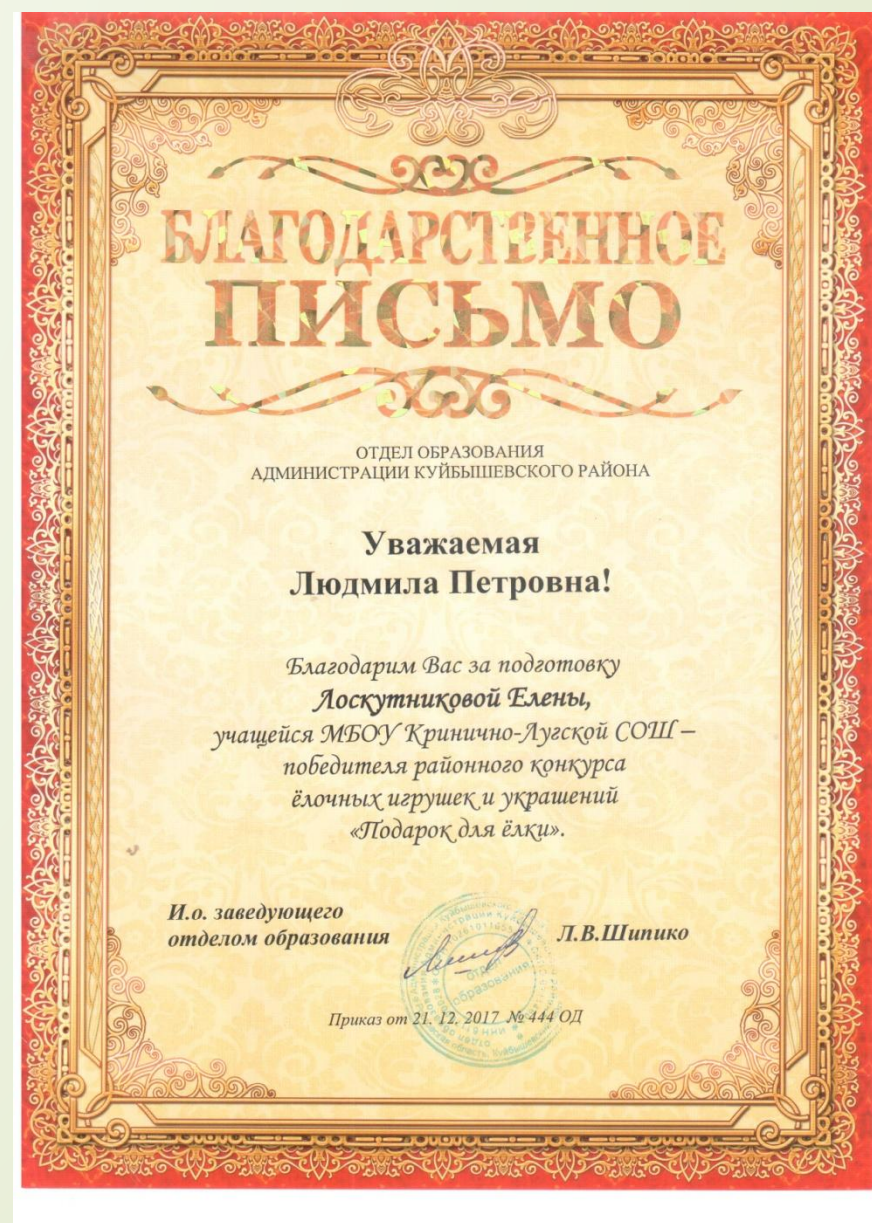 БЛАГОДАРСТВЕННОЕ
ПИСЬМО
ОТДЕЛ ОБРАЗОВАНИЯ
АДМИНИСТРАЦИИ КУЙБЫШЕВСКОГО РАЙОНА
Уважаемая
Людмила Петровна!
Благодарим Вас за подготовку
Лоскутниковой Елены,
учащейся МБОУ Кринично-Лугской СОШ –
победителя районного конкурса
ёлочных игрушек и украшений
«Подарок для ёлки».
И.о. заведующего
отделом образования
Л.В.Шипико
отдел
образования
Приказ от 21. 12. 2017 № 444 ОД